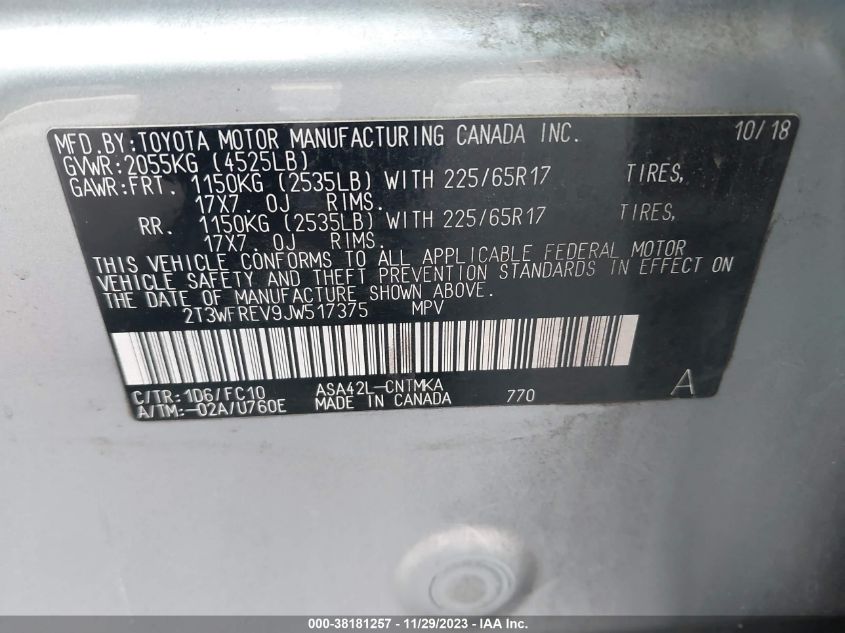 MFD.BY:TOYOTA MOTOR MANUFACTURING CANADA INC. 10/18
GVWR:2055KG (4525LB)
GAWR:FRT. 1150KG (2535LB) WITH 225/65R17 TIRES,
17X7.0J RIMS.
RR. 1150KG (2535LB) WITH 225/65R17 TIRES,
17X7.0J RIMS.
THIS VEHICLE CONFORMS TO ALL APPLICABLE FEDERAL MOTOR
VEHICLE SAFETY AND THEFT PREVENTION STANDARDS IN EFFECT ON
THE DATE OF MANUFACTURE SHOWN ABOVE.
2T3WFREV9JW517375 MPV
C/TR:1D6/FC10 ASA42L-CNTMKA A
A/TM:-02A/U760E MADE IN CANADA 770
000-38181257 - 11/29/2023 - IAAI.com